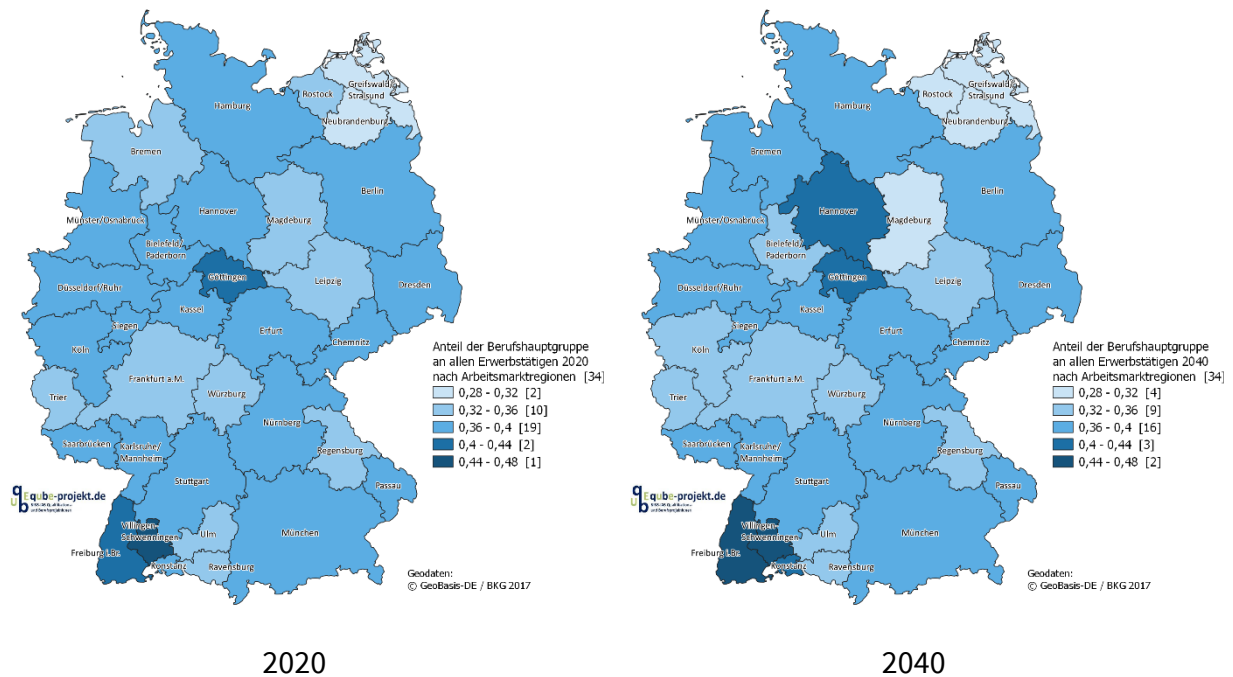 Hamburg
Rostock
Greifswald/
Stralsund
Neubrandenburg
Bremen
Berlin
Hannover
Magdeburg
Münster/Osnabrück
Bielefeld/
Paderborn
Göttingen
Leipzig
Düsseldorf/Ruhr
Kassel
Dresden
Siegen
Erfurt
Chemnitz
Köln
Frankfurt a.M.
Würzburg
Trier
Nürnberg
Saarbrücken
Karlsruhe/
Mannheim
Regensburg
Stuttgart
Passau
Villingen-
Schwenningen
Ulm
München
Freiburg i.Br.
Konstanz
Ravensburg
Anteil der Berufshauptgruppe
an allen Erwerbstätigen 2020
nach Arbeitsmarktregionen [34]
0,28 - 0,32 [2]
0,32 - 0,36 [10]
0,36 - 0,4 [19]
0,4 - 0,44 [2]
0,44 - 0,48 [1]
qube-projekt.de
Geodaten:
© GeoBasis-DE / BKG 2017
2020
Hamburg
Rostock
Greifswald/
Stralsund
Neubrandenburg
Bremen
Berlin
Hannover
Magdeburg
Münster/Osnabrück
Bielefeld/
Paderborn
Göttingen
Leipzig
Düsseldorf/Ruhr
Kassel
Dresden
Siegen
Erfurt
Chemnitz
Köln
Frankfurt a.M.
Würzburg
Trier
Nürnberg
Saarbrücken
Karlsruhe/
Mannheim
Regensburg
Stuttgart
Passau
Villingen-
Schwenningen
Ulm
München
Freiburg i.Br.
Konstanz
Ravensburg
Anteil der Berufshauptgruppe
an allen Erwerbstätigen 2040
nach Arbeitsmarktregionen [34]
0,28 - 0,32 [4]
0,32 - 0,36 [9]
0,36 - 0,4 [16]
0,4 - 0,44 [3]
0,44 - 0,48 [2]
qube-projekt.de
Geodaten:
© GeoBasis-DE / BKG 2017
2040